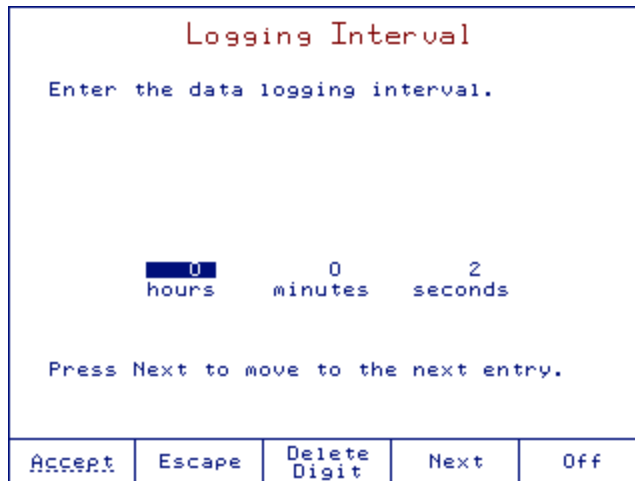 Logging Interval
Enter the data logging interval.
0 0 2
hours minutes seconds
Press Next to move to the next entry.
Accept Escape Delete Digit Next Off